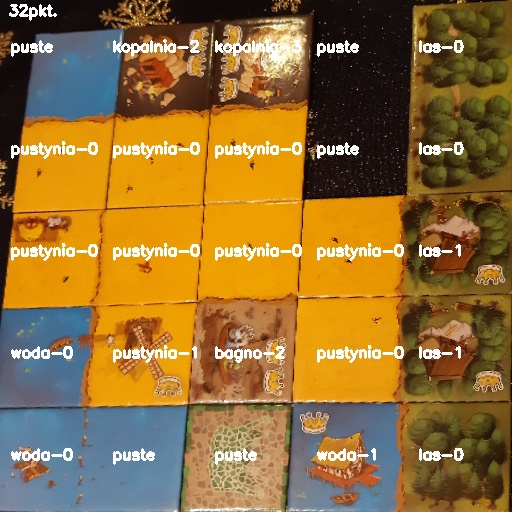 32pkt.
puste kopalnia-2 kopalnia-3 puste las-0
pustynia-0 pustynia-0 pustynia-0 puste las-0
pustynia-0 pustynia-0 pustynia-0 pustynia-0 las-1
woda-0 pustynia-1 bagno-2 pustynia-0 las-1
woda-0 puste puste woda-1 las-0